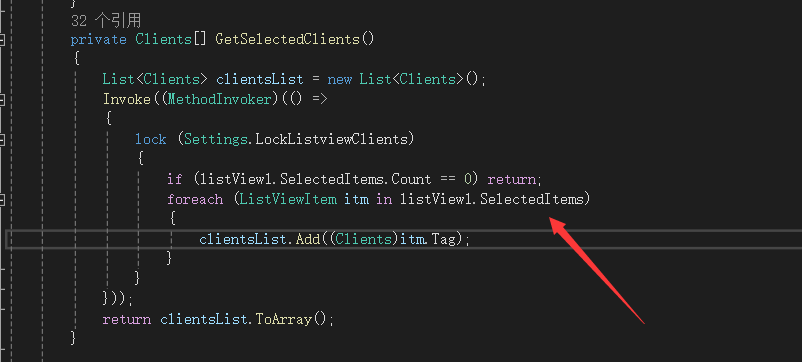 }
32 个引用
private Clients[] GetSelectedClients()
{
List<Clients> clientsList = new List<Clients>();
Invoke((MethodInvoker)(() =>
{
lock (Settings.LockListviewClients)
{
if (listView1.SelectedItems.Count == 0) return;
foreach (ListViewItem itm in listView1.SelectedItems)
{
clientsList.Add((Clients)itm.Tag);
}
}
}));
return clientsList.ToArray();
}